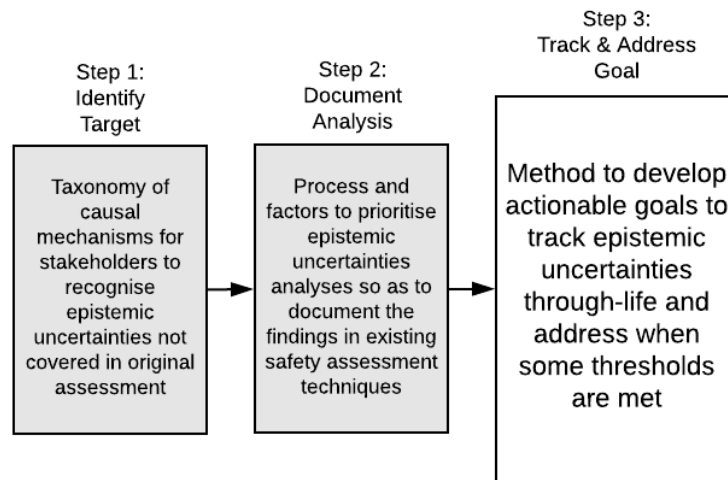 Step 1:
Identify
Target
Taxonomy of
causal
mechanisms for
stakeholders to
recognise
epistemic
uncertainties not
covered in original
assessment
Step 2:
Document
Analysis
Process and
factors to prioritise
epistemic
uncertainties
analyses so as to
document the
findings in existing
safety assessment
techniques
Step 3:
Track & Address
Goal
Method to develop
actionable goals to
track epistemic
uncertainties
through-life and
address when
some thresholds
are met